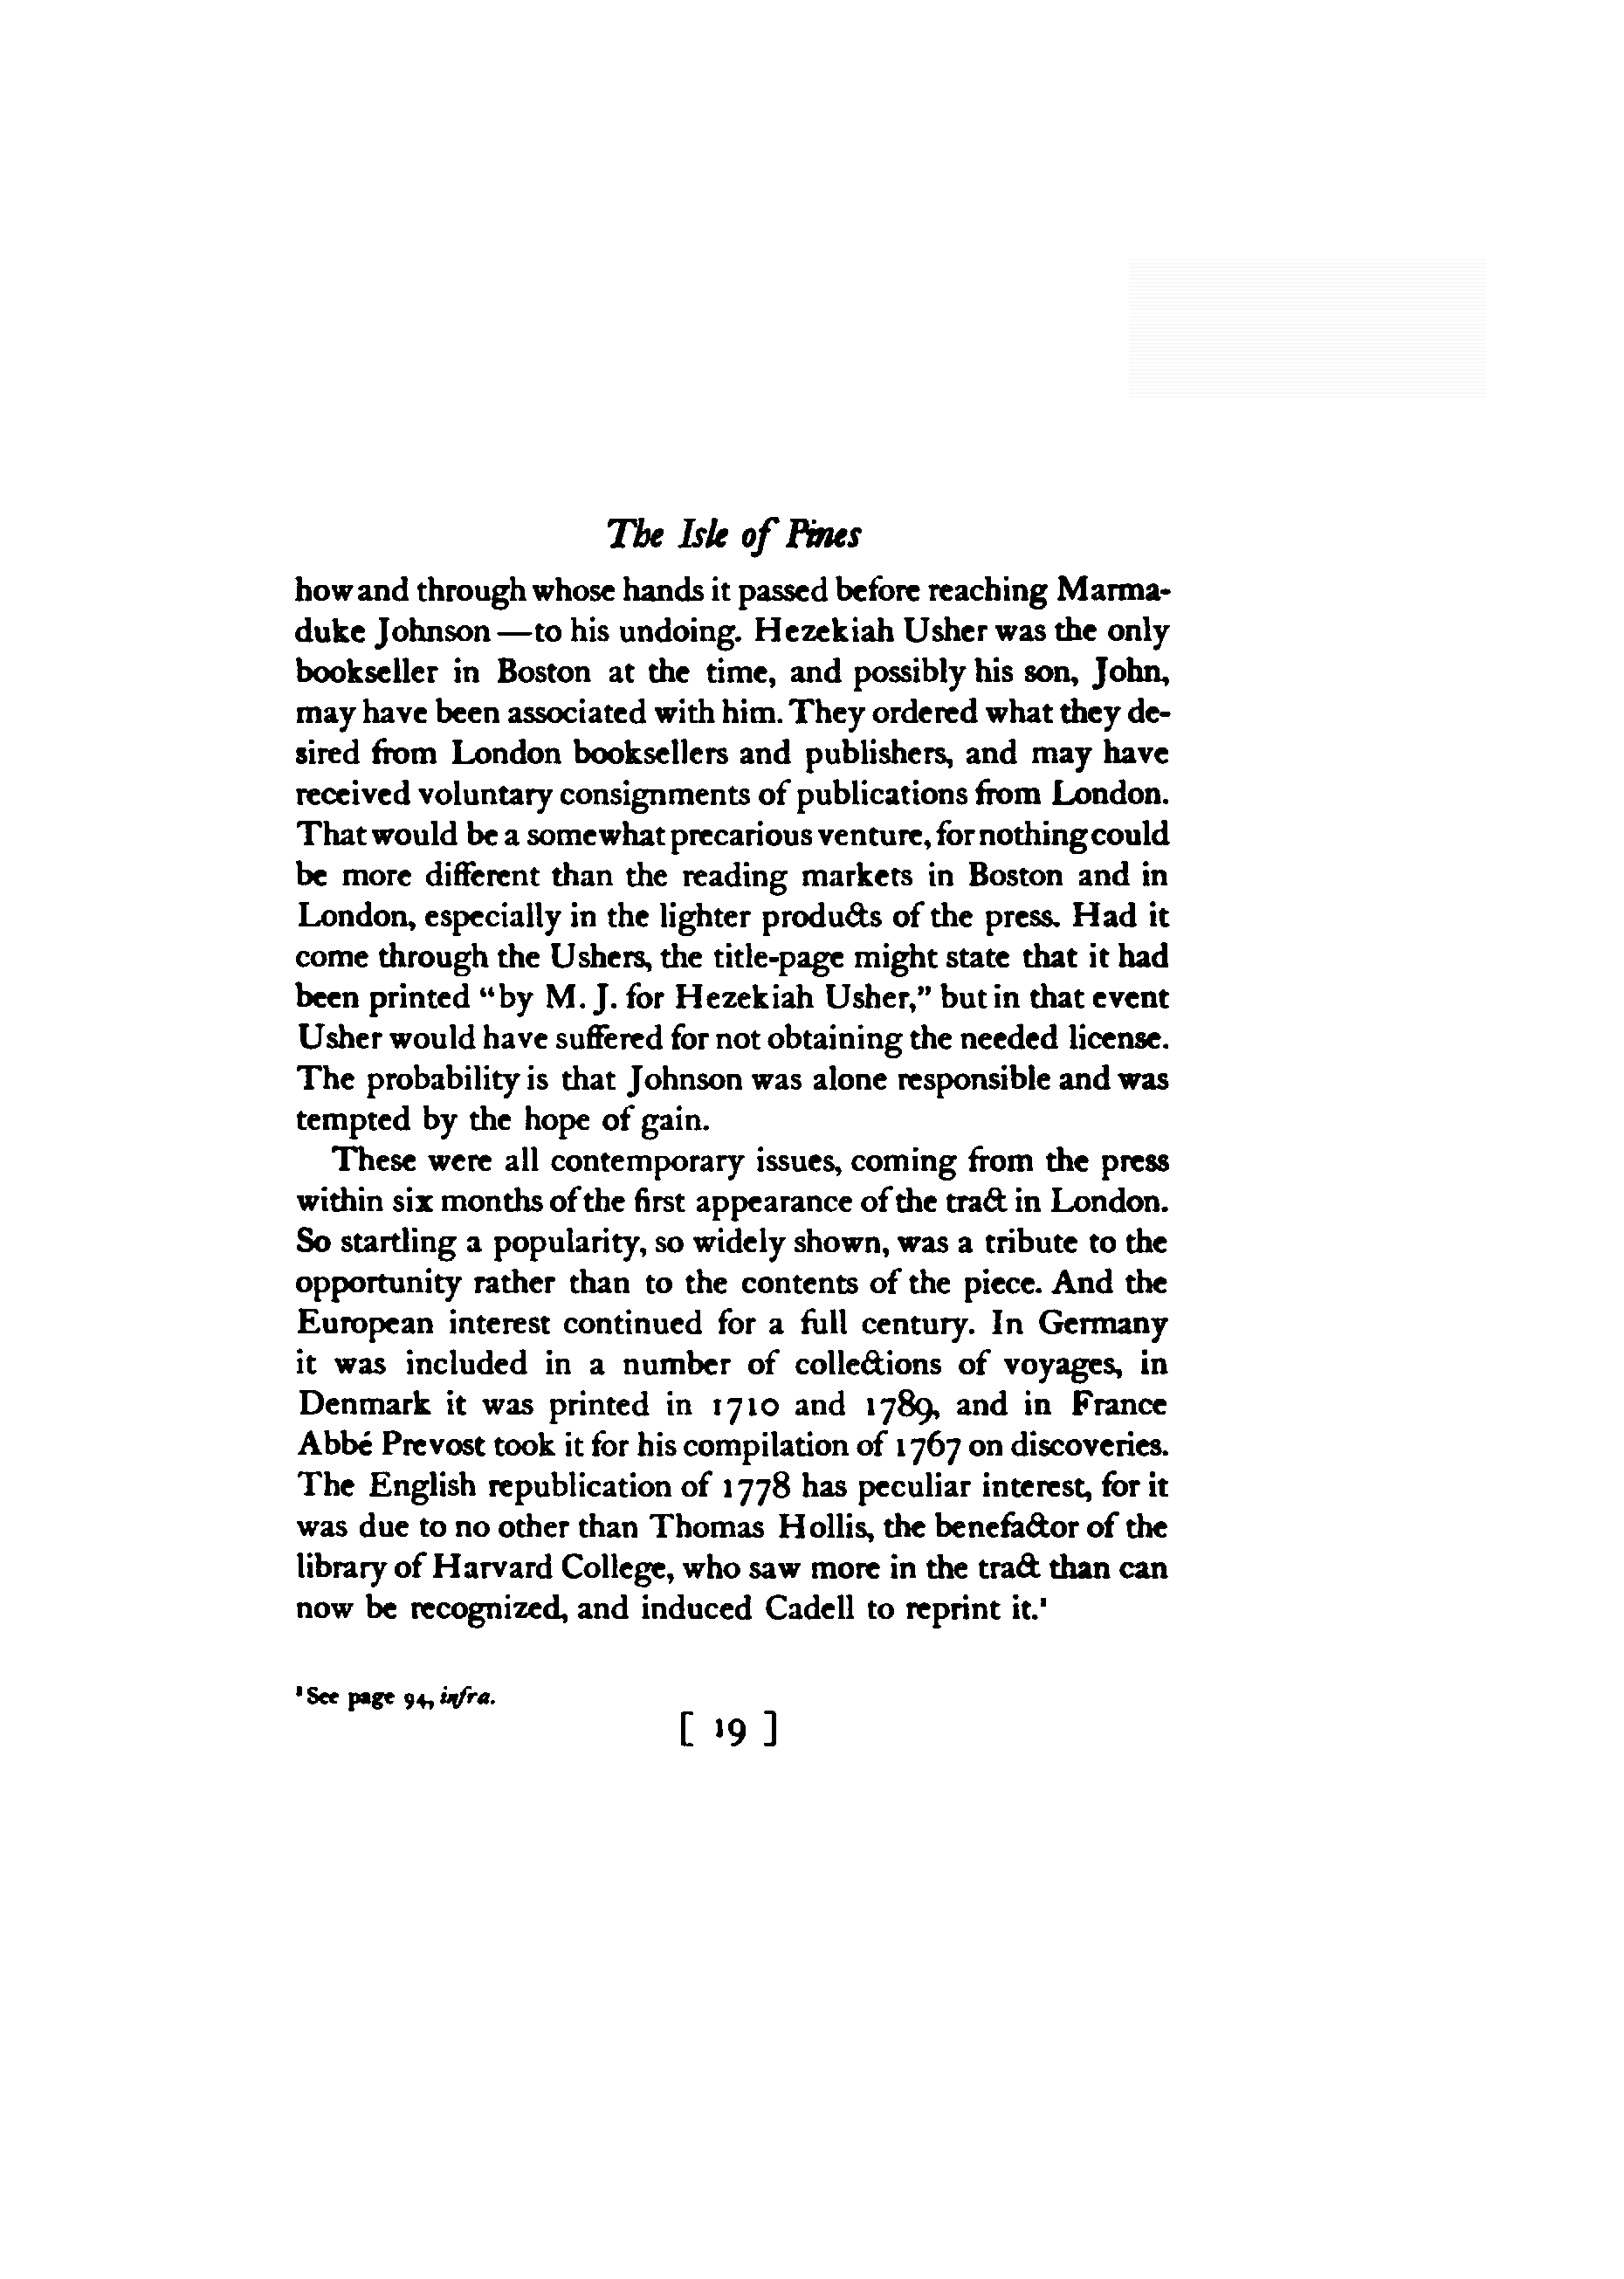 The Isle of Pines
how and through whose hands it passed before reaching Marma-
duke Johnson—to his undoing. Hezekiah Usher was the only
bookseller in Boston at the time, and possibly his son, John,
may have been associated with him. They ordered what they de-
sired from London booksellers and publishers, and may have
received voluntary consignments of publications from London.
That would be a somewhat precarious venture, for nothing could
be more different than the reading markets in Boston and in
London, especially in the lighter products of the press. Had it
come through the Ushers, the title-page might state that it had
been printed “by M. J. for Hezekiah Usher,” but in that event
Usher would have suffered for not obtaining the needed license.
The probability is that Johnson was alone responsible and was
tempted by the hope of gain.
These were all contemporary issues, coming from the press
within six months of the first appearance of the tract in London.
So startling a popularity, so widely shown, was a tribute to the
opportunity rather than to the contents of the piece. And the
European interest continued for a full century. In Germany
it was included in a number of collections of voyages, in
Denmark it was printed in 1710 and 1789, and in France
Abbé Prevost took it for his compilation of 1767 on discoveries.
The English republication of 1778 has peculiar interest, for it
was due to no other than Thomas Hollis, the benefactor of the
library of Harvard College, who saw more in the tract than can
now be recognized, and induced Cadell to reprint it.¹
¹ See page 94, infra.
[ 19 ]